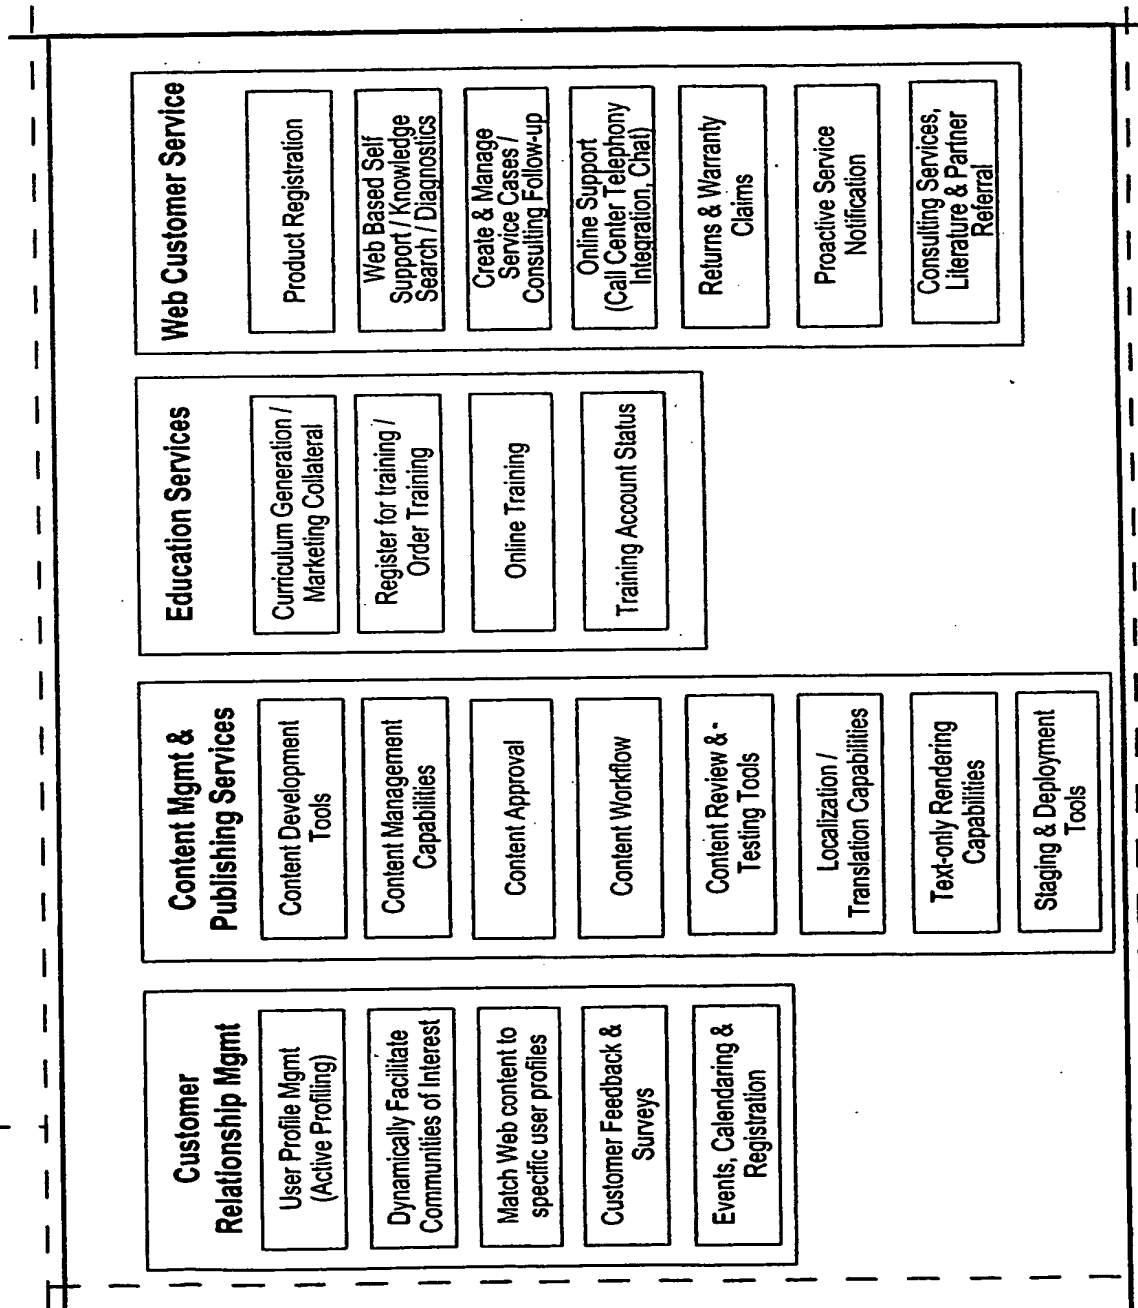 Customer
Relationship Mgmt
User Profile Mgmt
(Active Profiling)
Dynamically Facilitate
Communities of Interest
Match Web content to
specific user profiles
Customer Feedback &
Surveys
Events, Calendaring &
Registration
Content Mgmt &
Publishing Services
Content Development
Tools
Content Management
Capabilities
Content Approval
Content Workflow
Content Review &
Testing Tools
Localization /
Translation Capabilities
Text-only Rendering
Capabilities
Staging & Deployment
Tools
Education Services
Curriculum Generation /
Marketing Collateral
Register for training /
Order Training
Online Training
Training Account Status
Web Customer Service
Product Registration
Web Based Self
Support / Knowledge
Search / Diagnostics
Create & Manage
Service Cases /
Consulting Follow-up
Online Support
(Call Center Telephony
Integration, Chat)
Returns & Warranty
Claims
Proactive Service
Notification
Consulting Services,
Literature & Partner
Referral